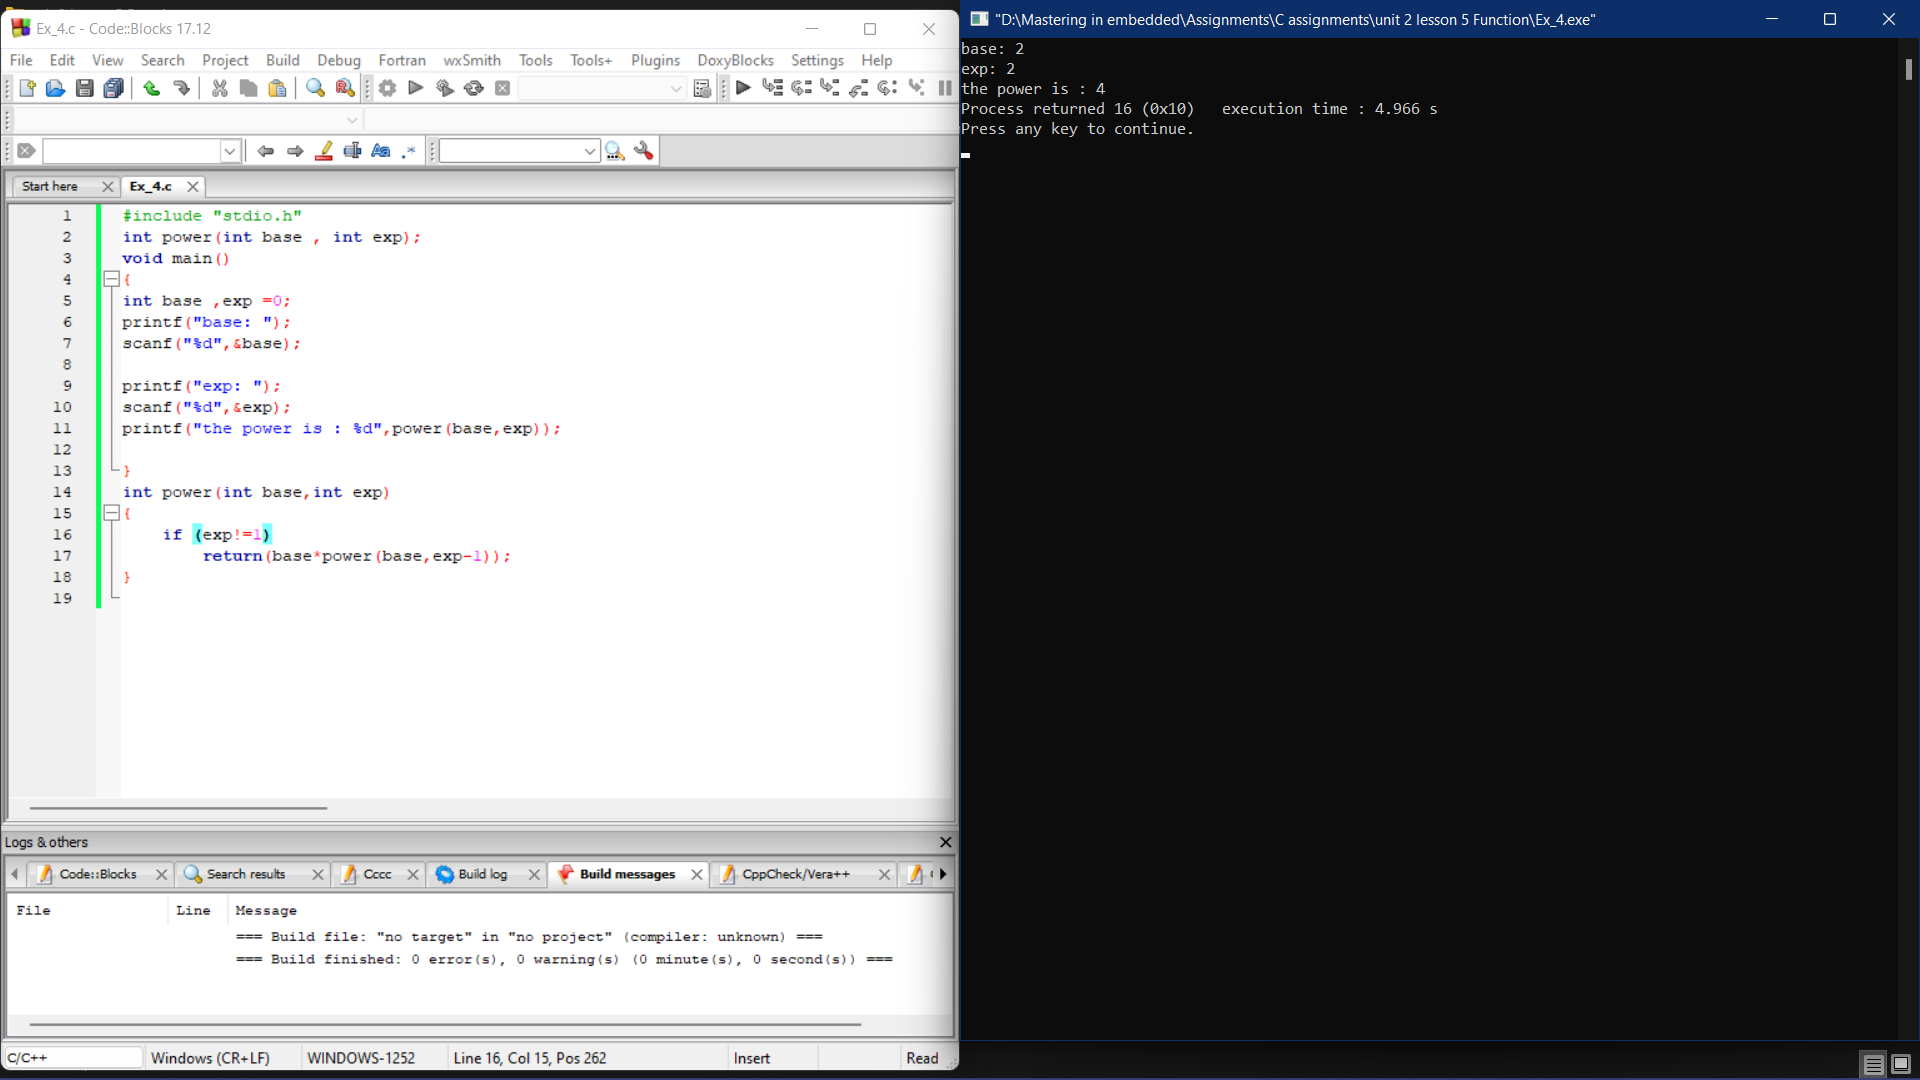 Ex_4.c - Code::Blocks 17.12
File Edit View Search Project Build Debug Fortran wxSmith Tools Tools+ Plugins DoxyBlocks Settings Help
Start here Ex_4.c
1 #include "stdio.h"
2 int power(int base , int exp);
3 void main()
4 {
5 int base ,exp =0;
6 printf("base: ");
7 scanf("%d",&base);
8
9 printf("exp: ");
10 scanf("%d",&exp);
11 printf("the power is : %d",power(base,exp));
12
13 }
14 int power(int base,int exp)
15 {
16 if (exp!=1)
17 return(base*power(base,exp-1));
18 }
19
Logs & others
Code::Blocks Search results Cccc Build log Build messages CppCheck/Vera++
File Line Message
=== Build file: "no target" in "no project" (compiler: unknown) ===
=== Build finished: 0 error(s), 0 warning(s) (0 minute(s), 0 second(s)) ===
C/C++ Windows (CR+LF) WINDOWS-1252 Line 16, Col 15, Pos 262 Insert Read
"D:\Mastering in embedded\Assignments\C assignments\unit 2 lesson 5 Function\Ex_4.exe"
base: 2
exp: 2
the power is : 4
Process returned 16 (0x10) execution time : 4.966 s
Press any key to continue.